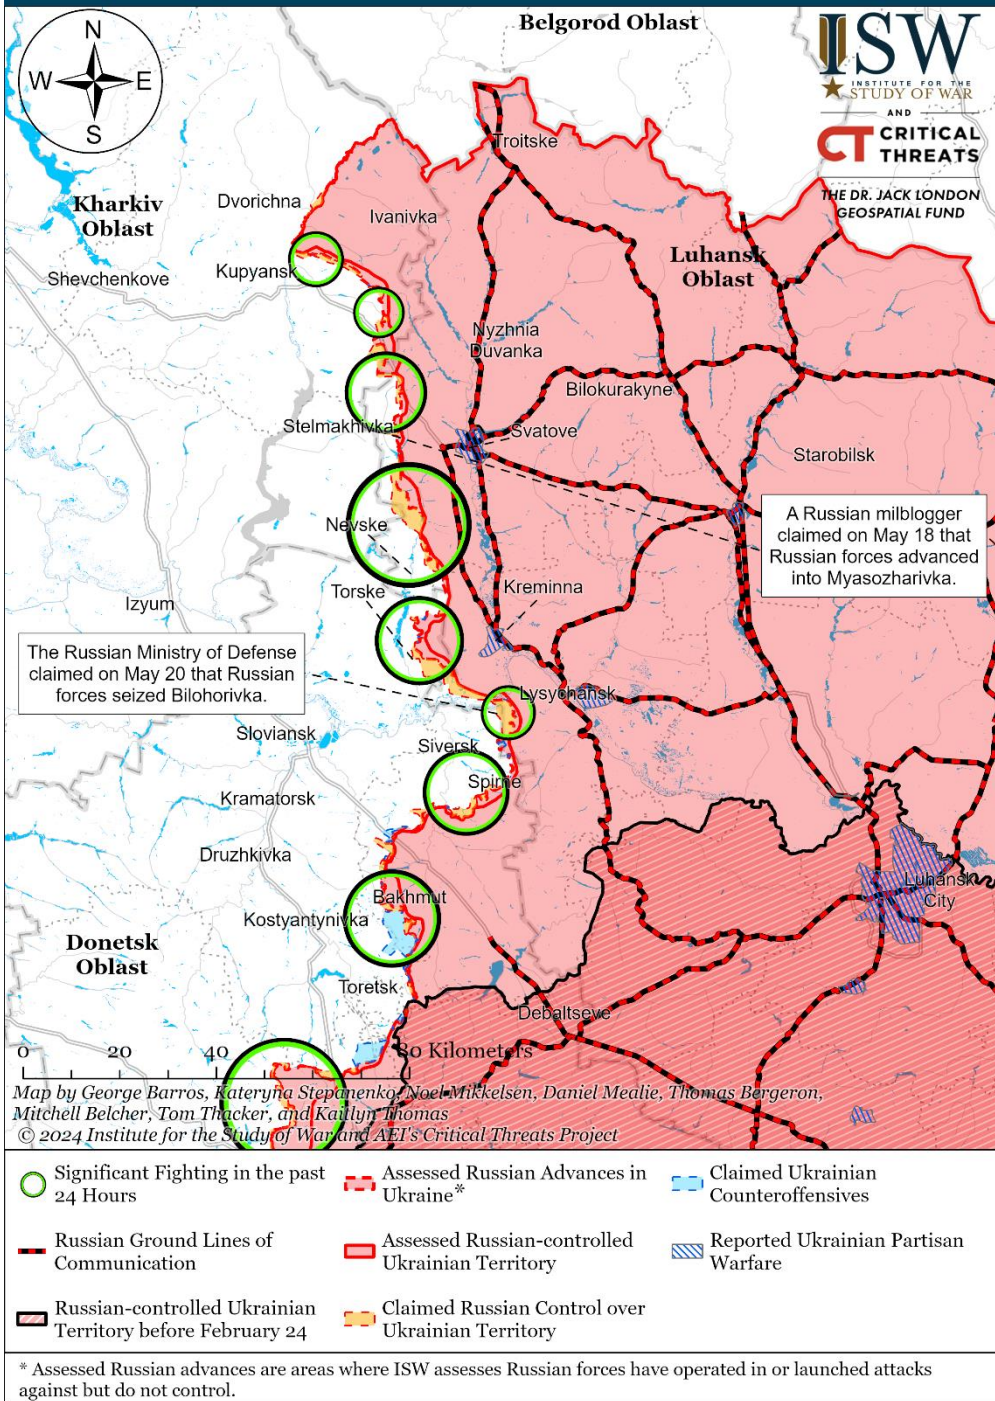 Belgorod Oblast
N
W
E
S
ISW
INSTITUTE FOR THE
STUDY OF WAR
AND
CT CRITICAL
THREATS
THE DR. JACK LONDON
GEOSPATIAL FUND
Troitske
Dvorichna
Ivanivka
Kharkiv
Oblast
Luhansk
Oblast
Shevchenkove
Kupyansk
Nyzhnia
Duvanka
Bilokurakyne
Stelmakhivka
Svatove
Starobilsk
A Russian milblogger
claimed on May 18 that
Russian forces advanced
into Myasozharivka.
Nevske
Torske
Kreminna
Izyum
The Russian Ministry of Defense
claimed on May 20 that Russian
forces seized Bilohorivka.
Lysychansk
Sloviansk
Siversk
Spirne
Kramatorsk
Druzhkivka
Bakhmut
Kostyantynivka
Luhansk
City
Donetsk
Oblast
Toretsk
Debaltseve
0 20 40 80 Kilometers
Map by George Barros, Kateryna Stepanenko, Noel Mikkelsen, Daniel Mealie, Thomas Bergeron,
Mitchell Belcher, Tom Thacker, and Kaitlyn Thomas
© 2024 Institute for the Study of War and AEI's Critical Threats Project
Significant Fighting in the past
24 Hours
Assessed Russian Advances in
Ukraine*
Claimed Ukrainian
Counteroffensives
Russian Ground Lines of
Communication
Assessed Russian-controlled
Ukrainian Territory
Reported Ukrainian Partisan
Warfare
Russian-controlled Ukrainian
Territory before February 24
Claimed Russian Control over
Ukrainian Territory
* Assessed Russian advances are areas where ISW assesses Russian forces have operated in or launched attacks
against but do not control.